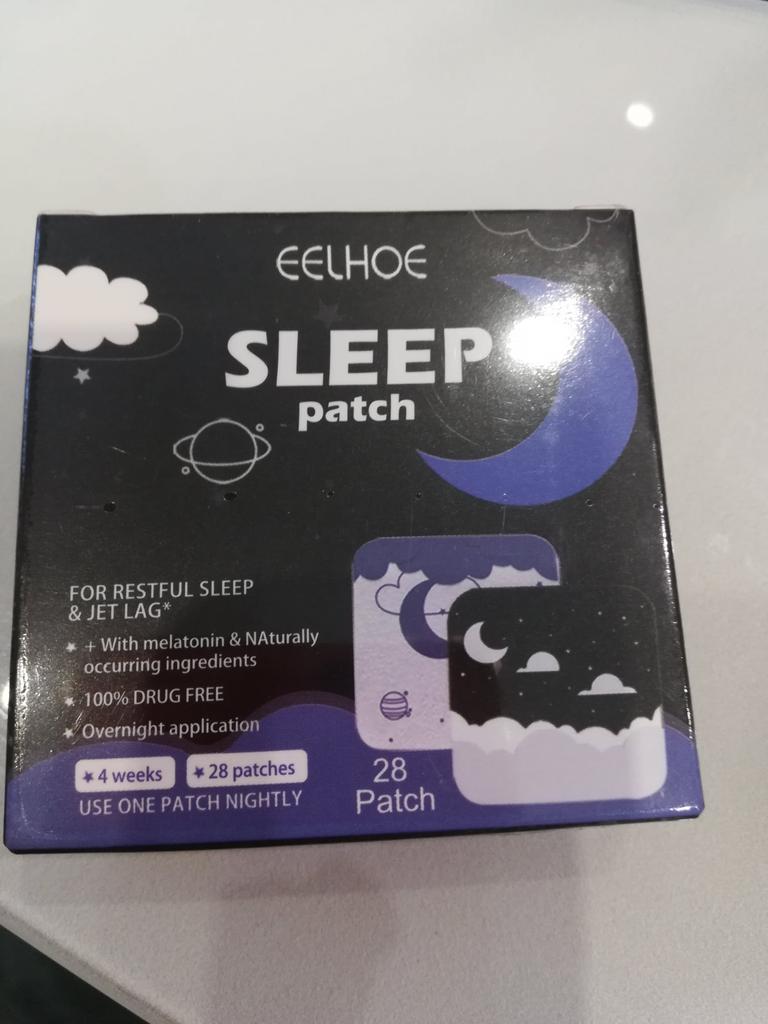 EELHOE
SLEEP
patch
FOR RESTFUL SLEEP
& JET LAG*
+ With melatonin & NAturally
occurring ingredients
100% DRUG FREE
Overnight application
4 weeks
28 patches
USE ONE PATCH NIGHTLY
28
Patch